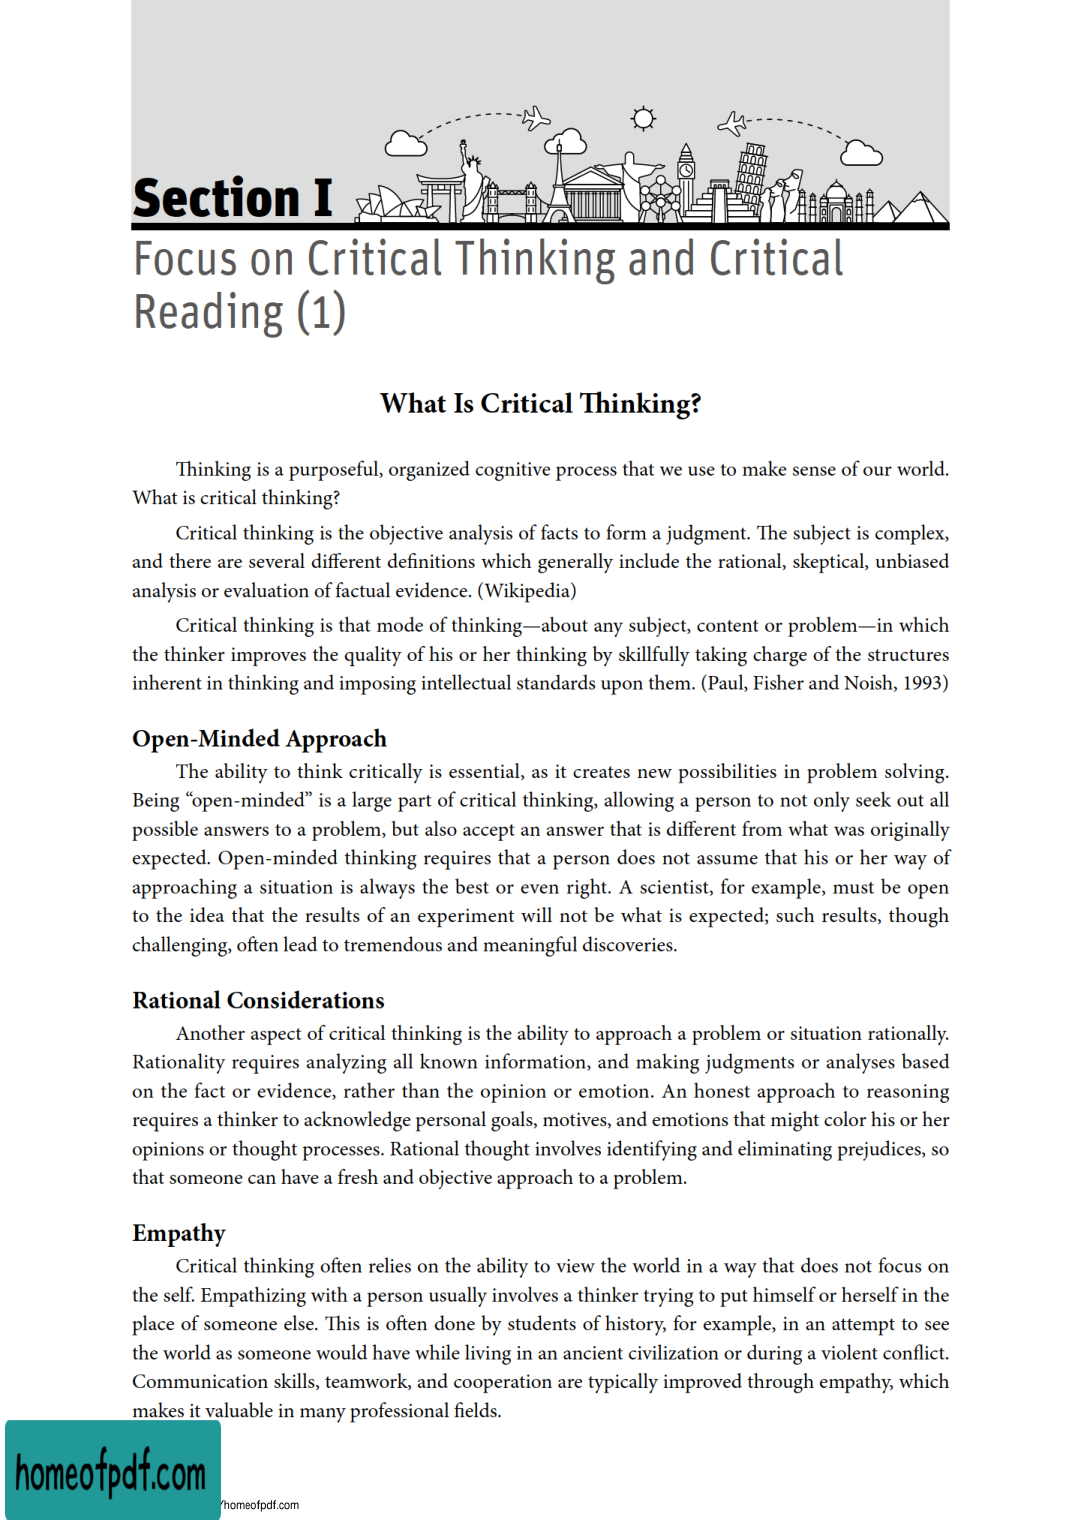 Section I
Focus on Critical Thinking and Critical
Reading (1)
What Is Critical Thinking?
Thinking is a purposeful, organized cognitive process that we use to make sense of our world.
What is critical thinking?
Critical thinking is the objective analysis of facts to form a judgment. The subject is complex,
and there are several different definitions which generally include the rational, skeptical, unbiased
analysis or evaluation of factual evidence. (Wikipedia)
Critical thinking is that mode of thinking—about any subject, content or problem—in which
the thinker improves the quality of his or her thinking by skillfully taking charge of the structures
inherent in thinking and imposing intellectual standards upon them. (Paul, Fisher and Noish, 1993)
Open-Minded Approach
The ability to think critically is essential, as it creates new possibilities in problem solving.
Being “open-minded” is a large part of critical thinking, allowing a person to not only seek out all
possible answers to a problem, but also accept an answer that is different from what was originally
expected. Open-minded thinking requires that a person does not assume that his or her way of
approaching a situation is always the best or even right. A scientist, for example, must be open
to the idea that the results of an experiment will not be what is expected; such results, though
challenging, often lead to tremendous and meaningful discoveries.
Rational Considerations
Another aspect of critical thinking is the ability to approach a problem or situation rationally.
Rationality requires analyzing all known information, and making judgments or analyses based
on the fact or evidence, rather than the opinion or emotion. An honest approach to reasoning
requires a thinker to acknowledge personal goals, motives, and emotions that might color his or her
opinions or thought processes. Rational thought involves identifying and eliminating prejudices, so
that someone can have a fresh and objective approach to a problem.
Empathy
Critical thinking often relies on the ability to view the world in a way that does not focus on
the self. Empathizing with a person usually involves a thinker trying to put himself or herself in the
place of someone else. This is often done by students of history, for example, in an attempt to see
the world as someone would have while living in an ancient civilization or during a violent conflict.
Communication skills, teamwork, and cooperation are typically improved through empathy, which
makes it valuable in many professional fields.
homeofpdf.com
/homeofpdf.com